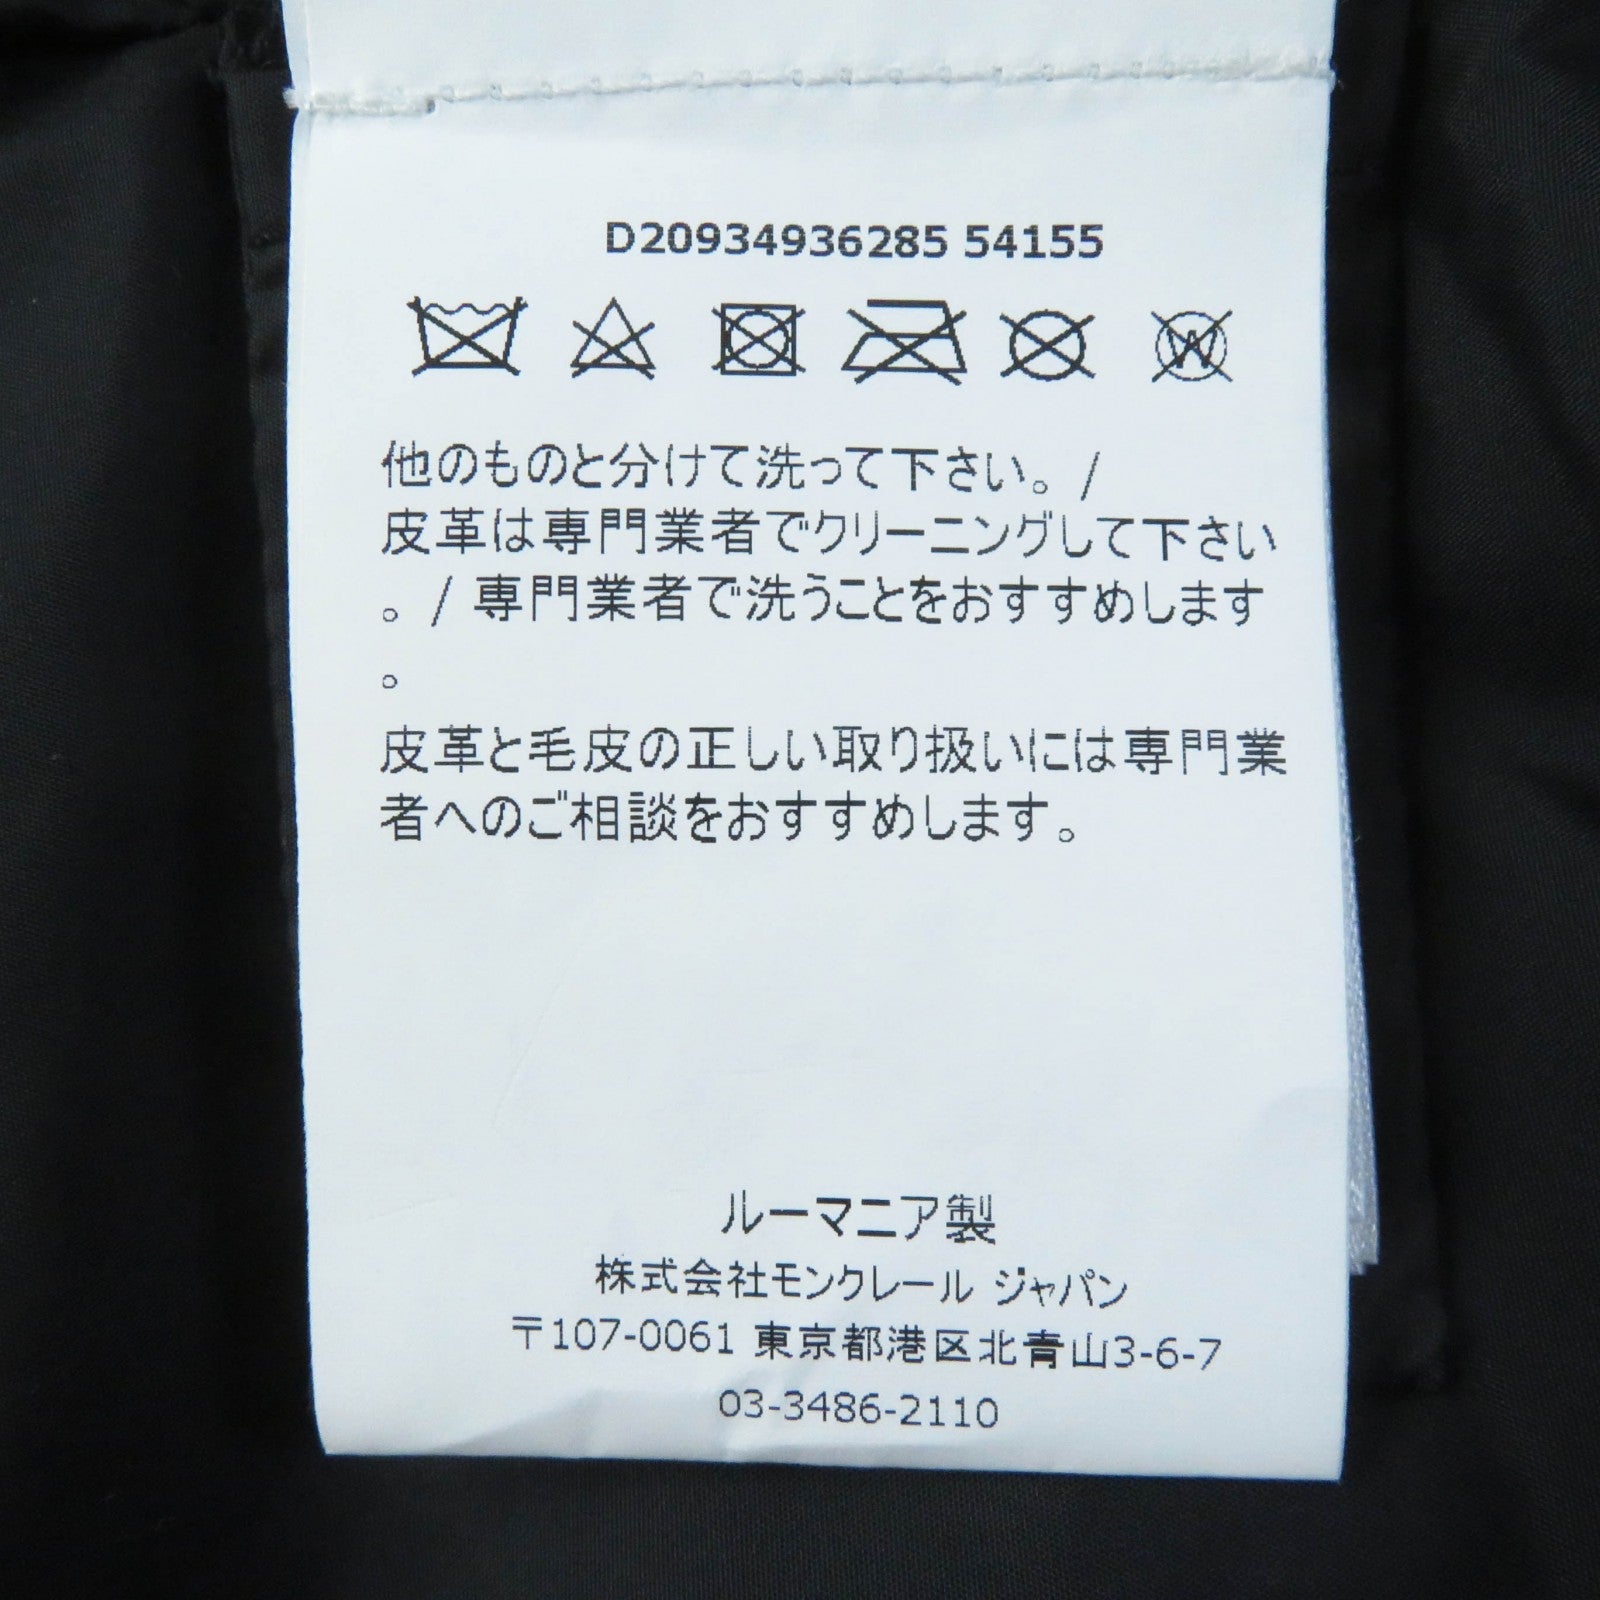 D20934936285 54155
他のものと分けて洗って下さい。/
皮革は専門業者でクリーニングして下さい
。/ 専門業者で洗うことをおすすめします
。
皮革と毛皮の正しい取り扱いには専門業
者へのご相談をおすすめします。
ルーマニア製
株式会社モンクレール ジャパン
〒107-0061 東京都港区北青山3-6-7
03-3486-2110